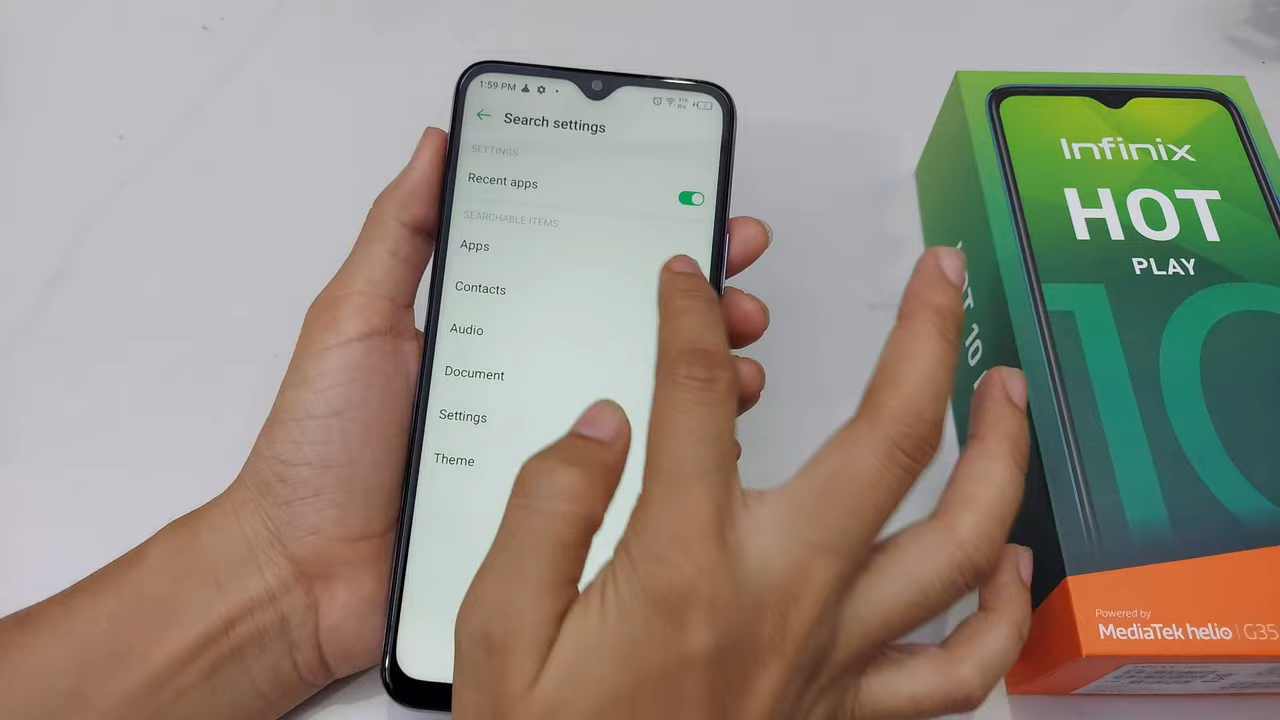 1:59 PM
Search settings
SETTINGS
Recent apps
SEARCHABLE ITEMS
Apps
Contacts
Audio
Document
Settings
Theme
Infinix
HOT
PLAY
10
Powered by
MediaTek helio | G35